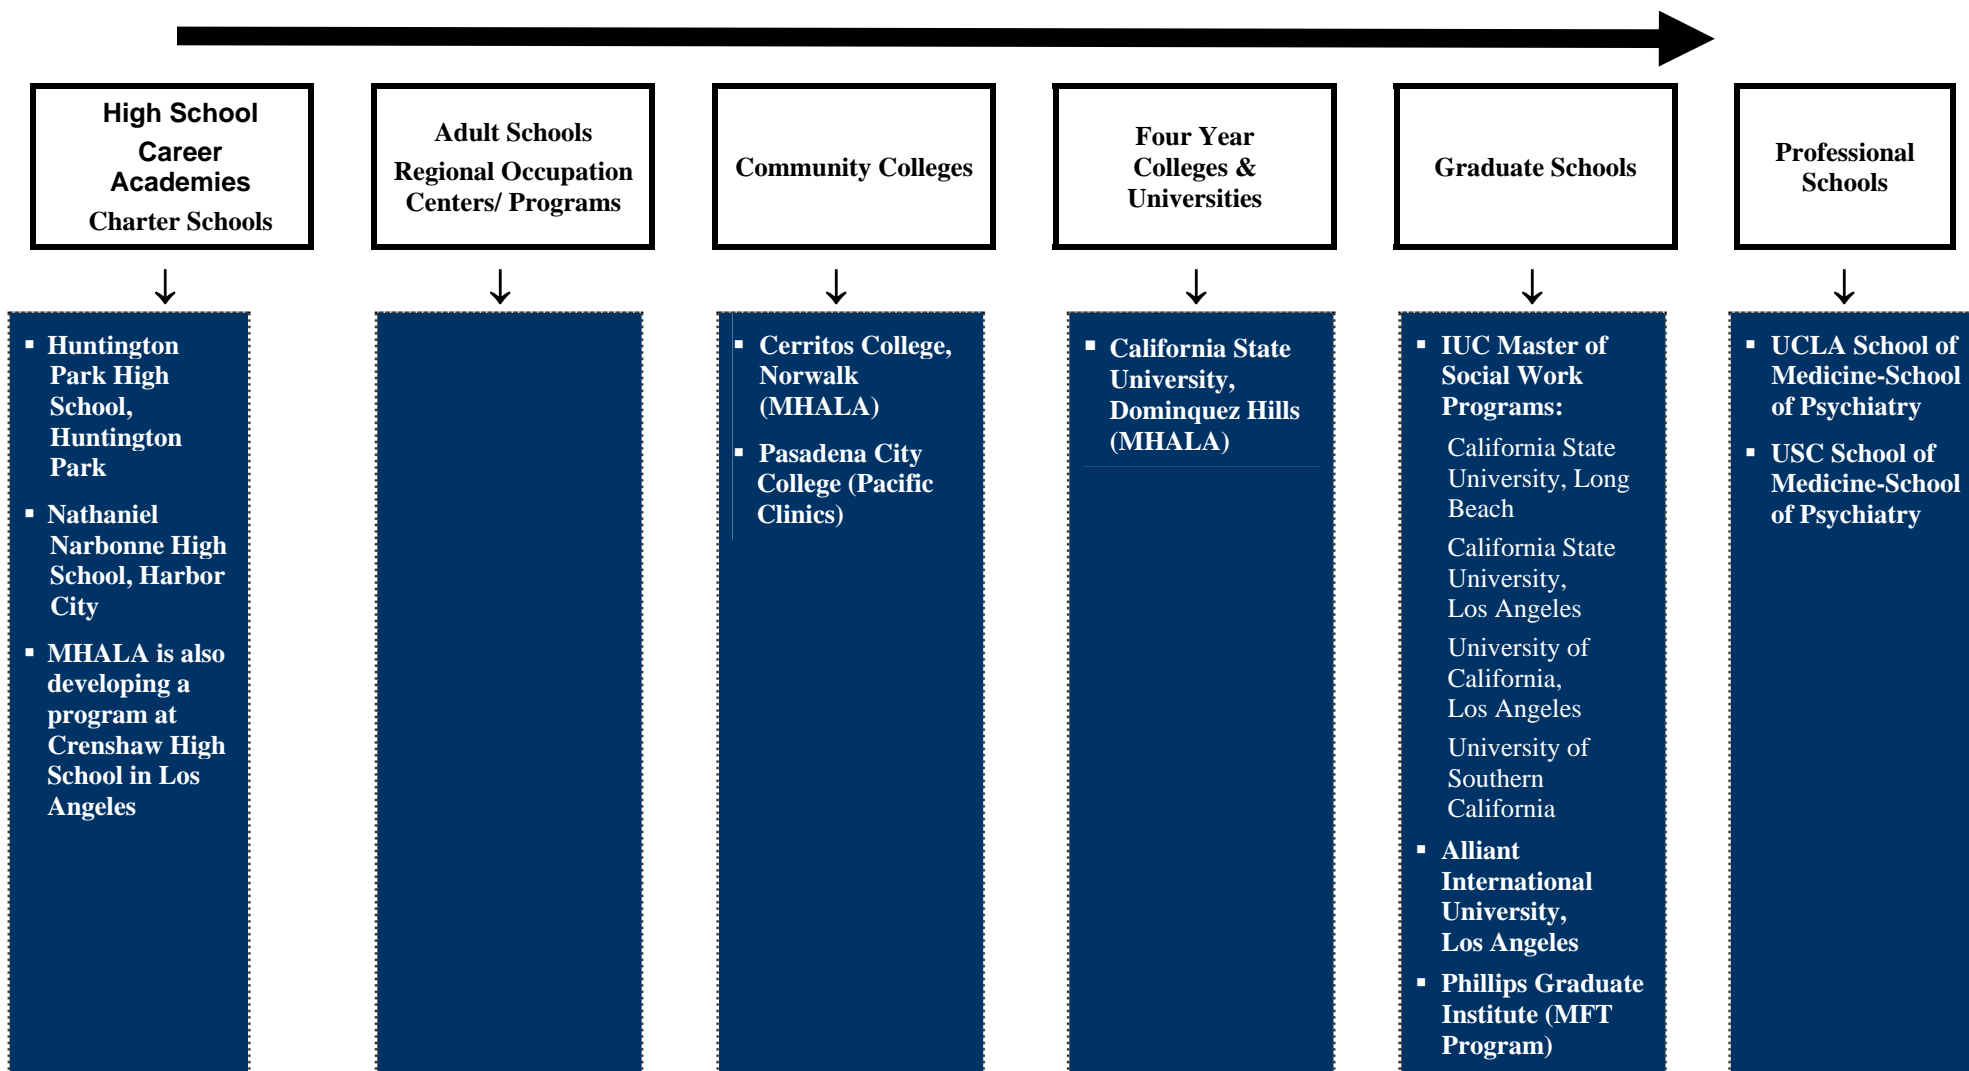 High School
Career
Academies
Charter Schools
Adult Schools
Regional Occupation
Centers/ Programs
Community Colleges
Four Year
Colleges &
Universities
Graduate Schools
Professional
Schools
↓
↓
↓
↓
↓
↓
▪ Huntington
Park High
School,
Huntington
Park
▪ Nathaniel
Narbonne High
School, Harbor
City
▪ MHALA is also
developing a
program at
Crenshaw High
School in Los
Angeles
▪ Cerritos College,
Norwalk
(MHALA)
▪ Pasadena City
College (Pacific
Clinics)
▪ California State
University,
Dominquez Hills
(MHALA)
▪ IUC Master of
Social Work
Programs:
California State
University, Long
Beach
California State
University,
Los Angeles
University of
California,
Los Angeles
University of
Southern
California
▪ Alliant
International
University,
Los Angeles
▪ Phillips Graduate
Institute (MFT
Program)
▪ UCLA School of
Medicine-School
of Psychiatry
▪ USC School of
Medicine-School
of Psychiatry